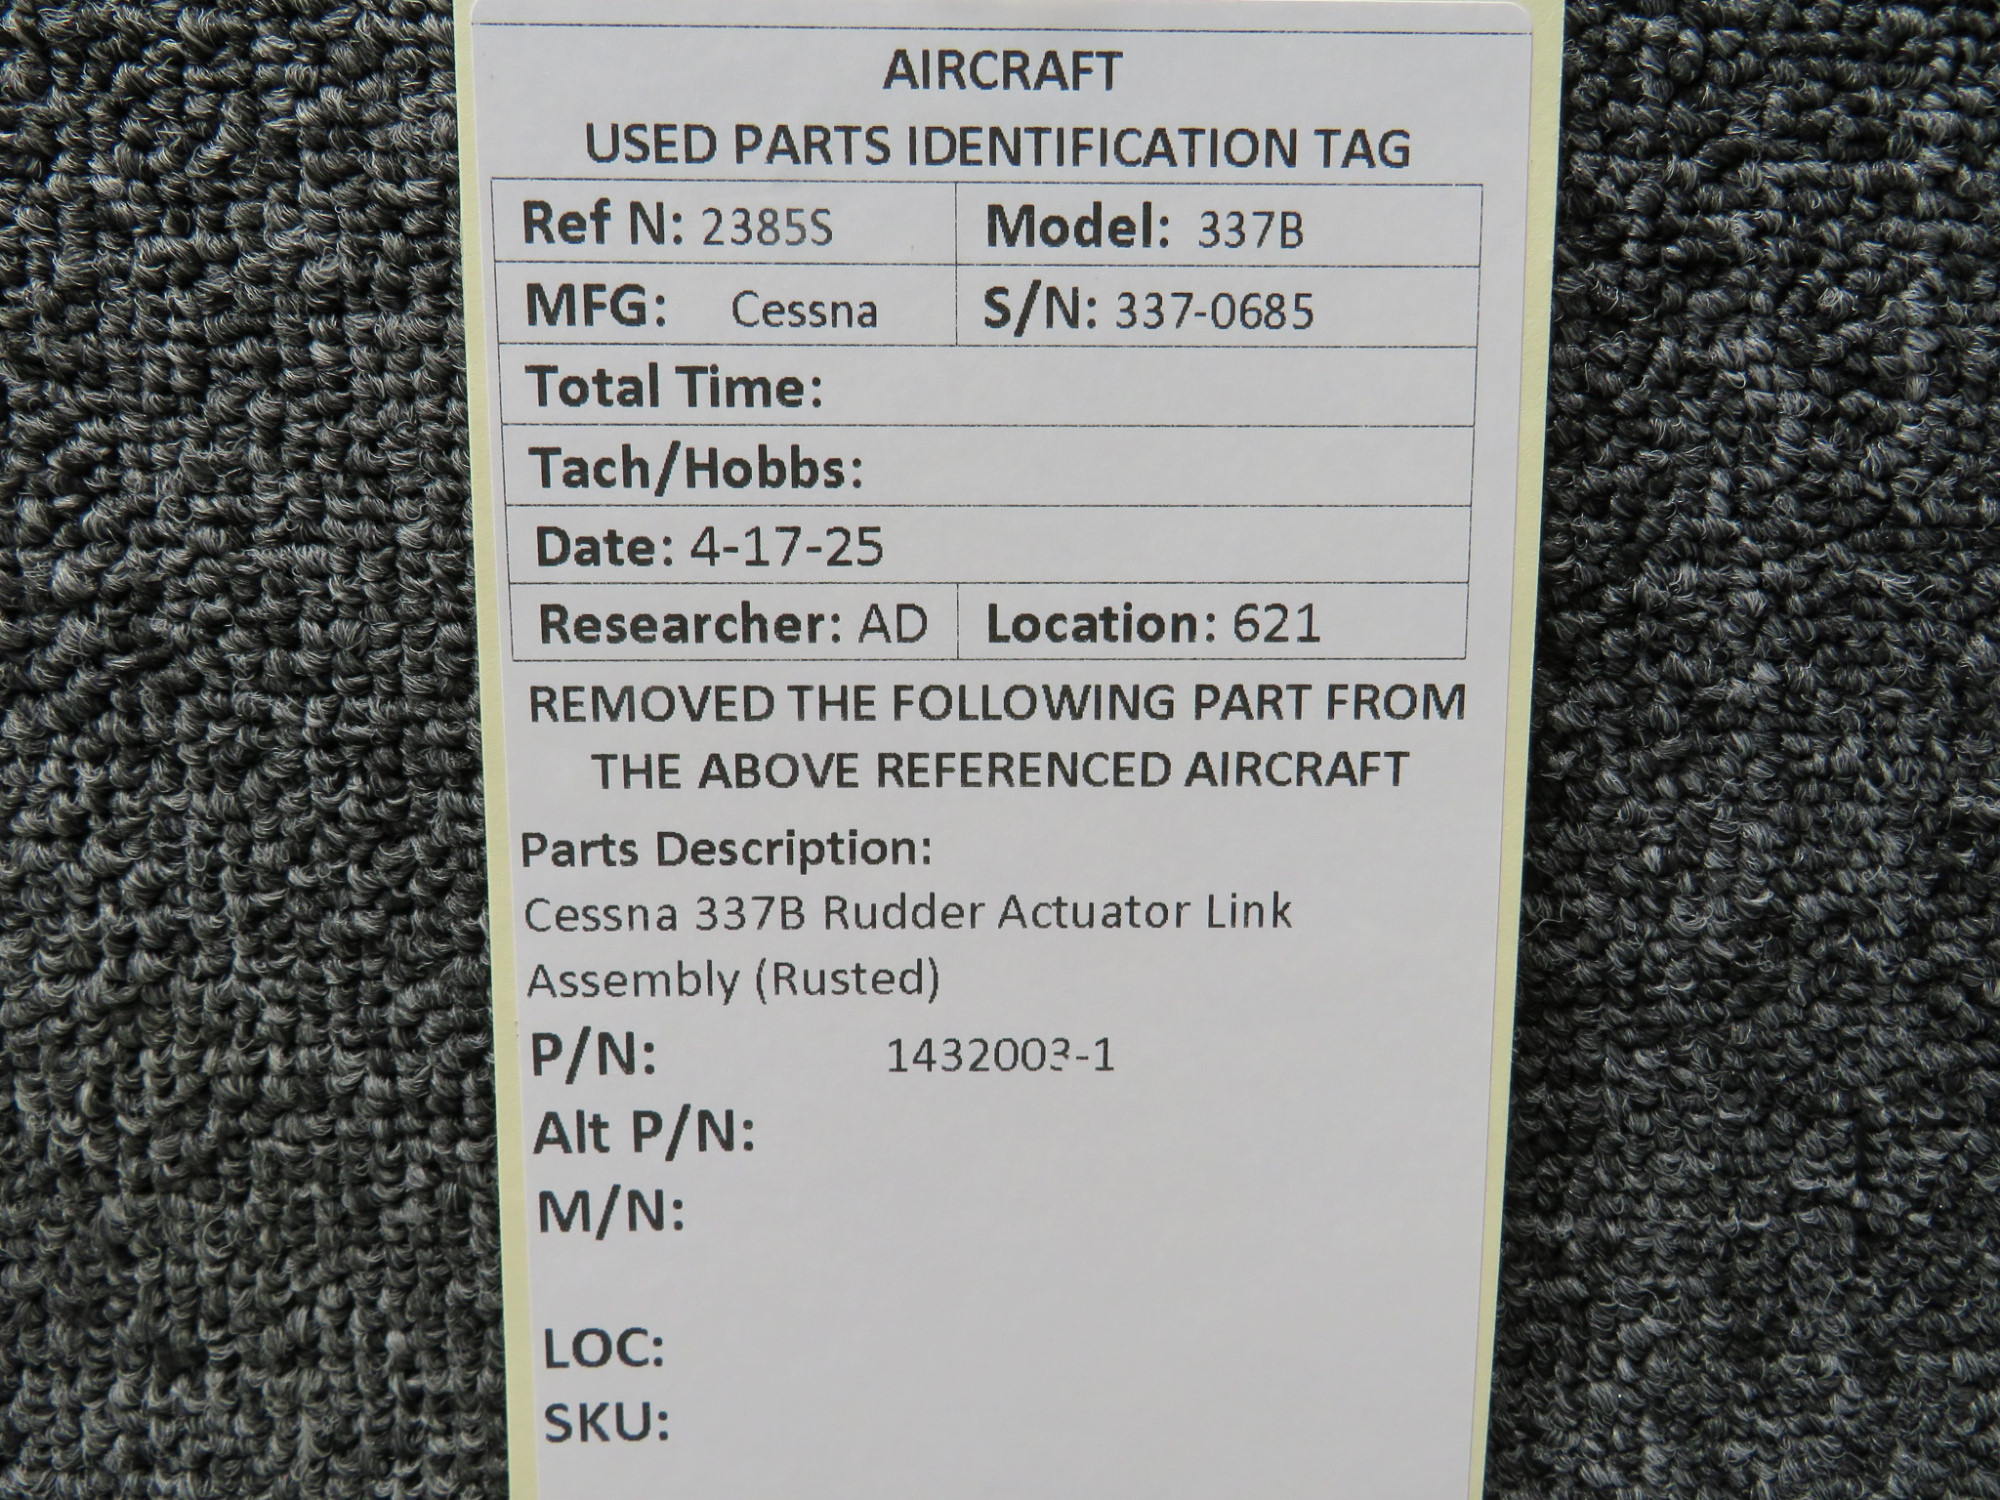 AIRCRAFT
USED PARTS IDENTIFICATION TAG
Ref N: 2385S Model: 337B
MFG: Cessna S/N: 337-0685
Total Time:
Tach/Hobbs:
Date: 4-17-25
Researcher: AD Location: 621
REMOVED THE FOLLOWING PART FROM
THE ABOVE REFERENCED AIRCRAFT
Parts Description:
Cessna 337B Rudder Actuator Link
Assembly (Rusted)
P/N: 1432003-1
Alt P/N:
M/N:
LOC:
SKU: